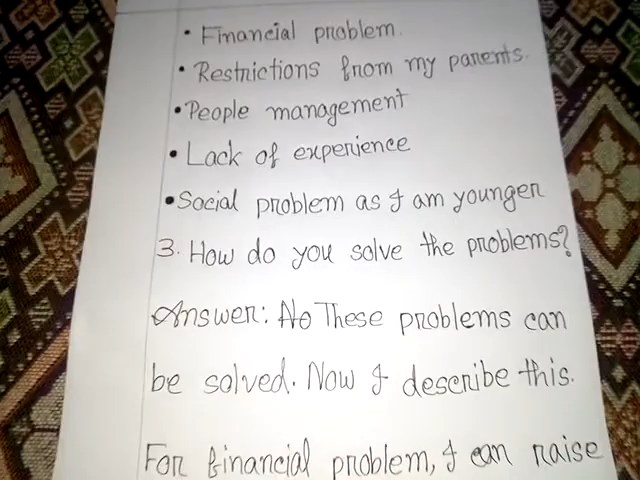 • Financial problem.
• Restrictions from my parents.
• People management
• Lack of experience
• Social problem as I am younger
3. How do you solve the problems?
Answer: No These problems can
be solved. Now I describe this.
For financial problem, I can raise